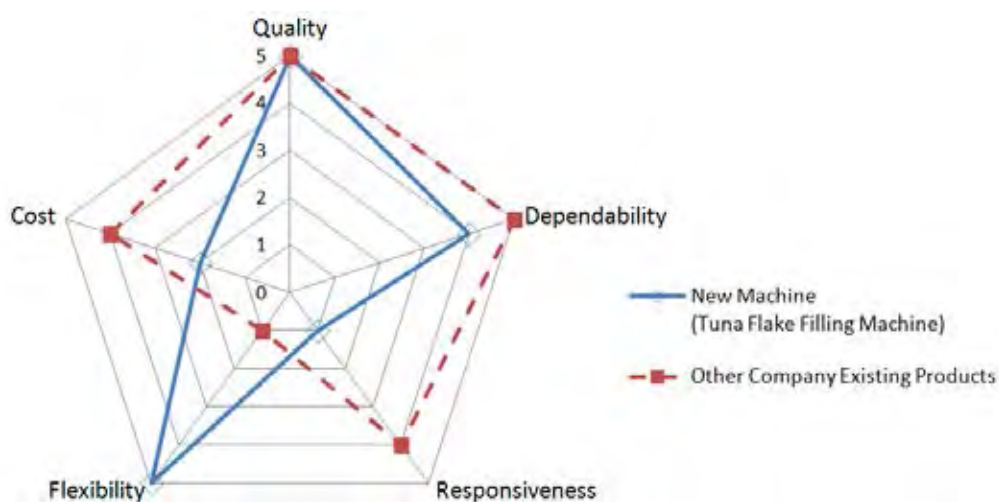 Quality
5
4
3
2
1
0
Cost
Dependability
New Machine
(Tuna Flake Filling Machine)
Other Company Existing Products
Flexibility
Responsiveness